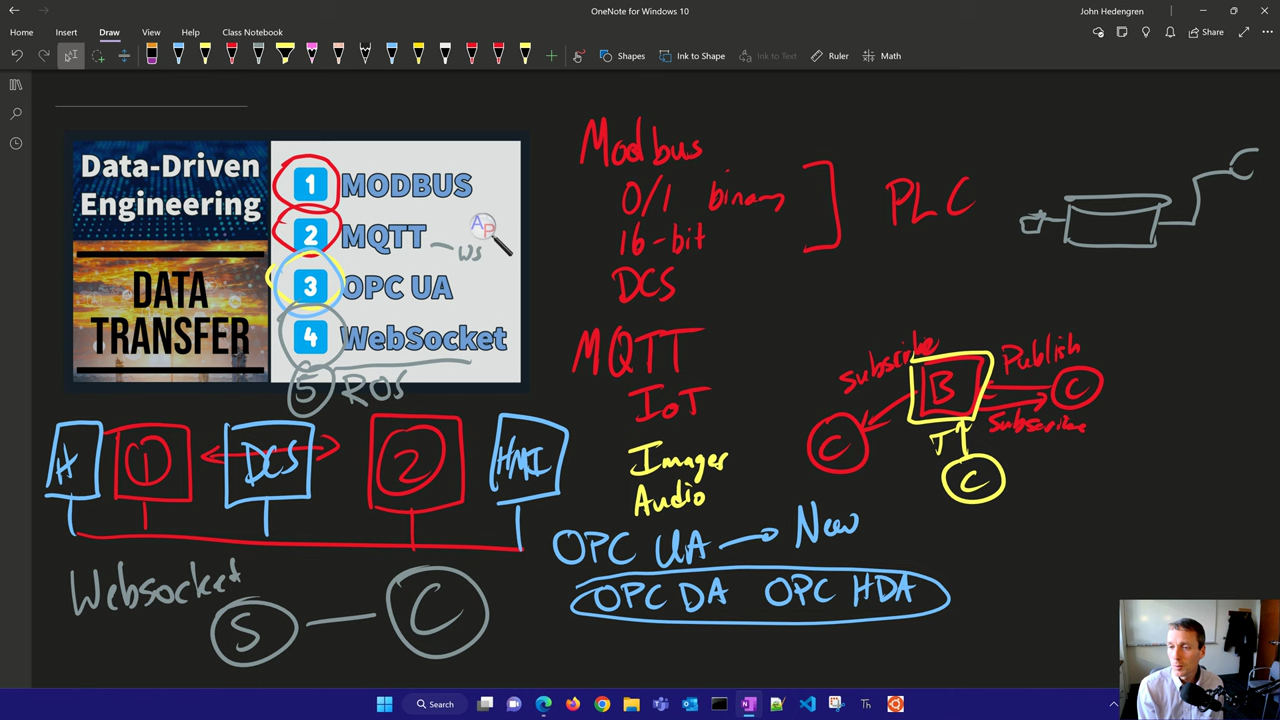 OneNote for Windows 10
John Hedengren
Home Insert Draw View Help Class Notebook
Share
Shapes Ink to Shape Ink to Text Ruler Math
Data-Driven
Engineering
DATA
TRANSFER
1 MODBUS
2 MQTT
ws
3 OPC UA
4 WebSocket
5 ROS
AP
Modbus
0/1 binary
16-bit
DCS
PLC
MQTT
IoT
Images
Audio
subscribe
B
Publish
C
subscribe
C
T
C
H
1
DCS
2
HMI
OPC UA
New
OPC DA OPC HDA
Websocket
S
C
Search
Th